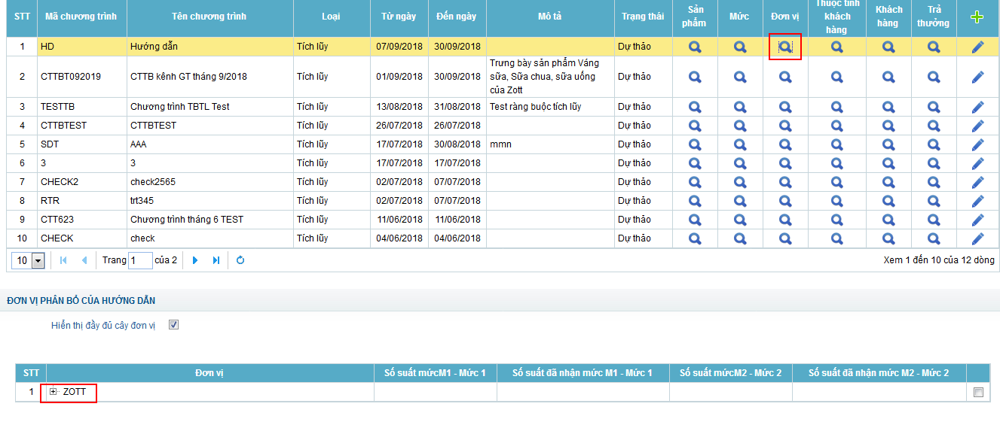 STT Mã chương trình Tên chương trình Loại Từ ngày Đến ngày Mô tả Trạng thái Sản phẩm Mức Đơn vị Thuộc tính khách hàng Khách hàng Trả thưởng
1 HD Hướng dẫn Tích lũy 07/09/2018 30/09/2018 Dự thảo
2 CTTBT092019 CTTB kênh GT tháng 9/2018 Tích lũy 01/09/2018 30/09/2018 Trưng bày sản phẩm Váng sữa, Sữa chua, sữa uống của Zott Dự thảo
3 TESTTB Chương trình TBTL Test Tích lũy 13/08/2018 31/08/2018 Test ràng buộc tích lũy Dự thảo
4 CTTBTEST CTTBTEST Tích lũy 26/07/2018 26/07/2018 Dự thảo
5 SDT AAA Tích lũy 17/07/2018 30/08/2018 mmn Dự thảo
6 3 3 Tích lũy 17/07/2018 17/07/2018 Dự thảo
7 CHECK2 check2565 Tích lũy 02/07/2018 07/07/2018 Dự thảo
8 RTR trt345 Tích lũy 02/07/2018 07/07/2018 Dự thảo
9 CTT623 Chương trình tháng 6 TEST Tích lũy 11/06/2018 11/06/2018 Dự thảo
10 CHECK check Tích lũy 04/06/2018 04/06/2018 Dự thảo
10 Trang 1 của 2 Xem 1 đến 10 của 12 dòng
ĐƠN VỊ PHÂN BỔ CỦA HƯỚNG DẪN
Hiển thị đầy đủ cây đơn vị
STT Đơn vị Số suất mứcM1 - Mức 1 Số suất đã nhận mức M1 - Mức 1 Số suất mứcM2 - Mức 2 Số suất đã nhận mức M2 - Mức 2
1 ZOTT